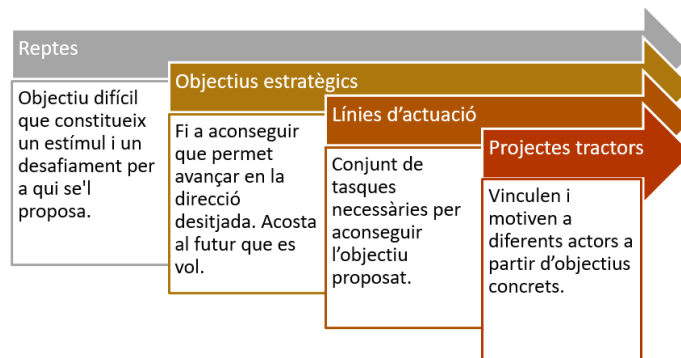 Reptes
Objectiu difícil
que constitueix
un estímul i un
desafiament per
a qui se'l
proposa.
Objectius estratègics
Fi a aconseguir
que permet
avançar en la
direcció
desitjada. Acosta
al futur que es
vol.
Línies d'actuació
Conjunt de
tasques
necessàries per
aconseguir
l'objectiu
proposat.
Projectes tractors
Vinculen i
motiven a
diferents actors a
partir d'objectius
concrets.